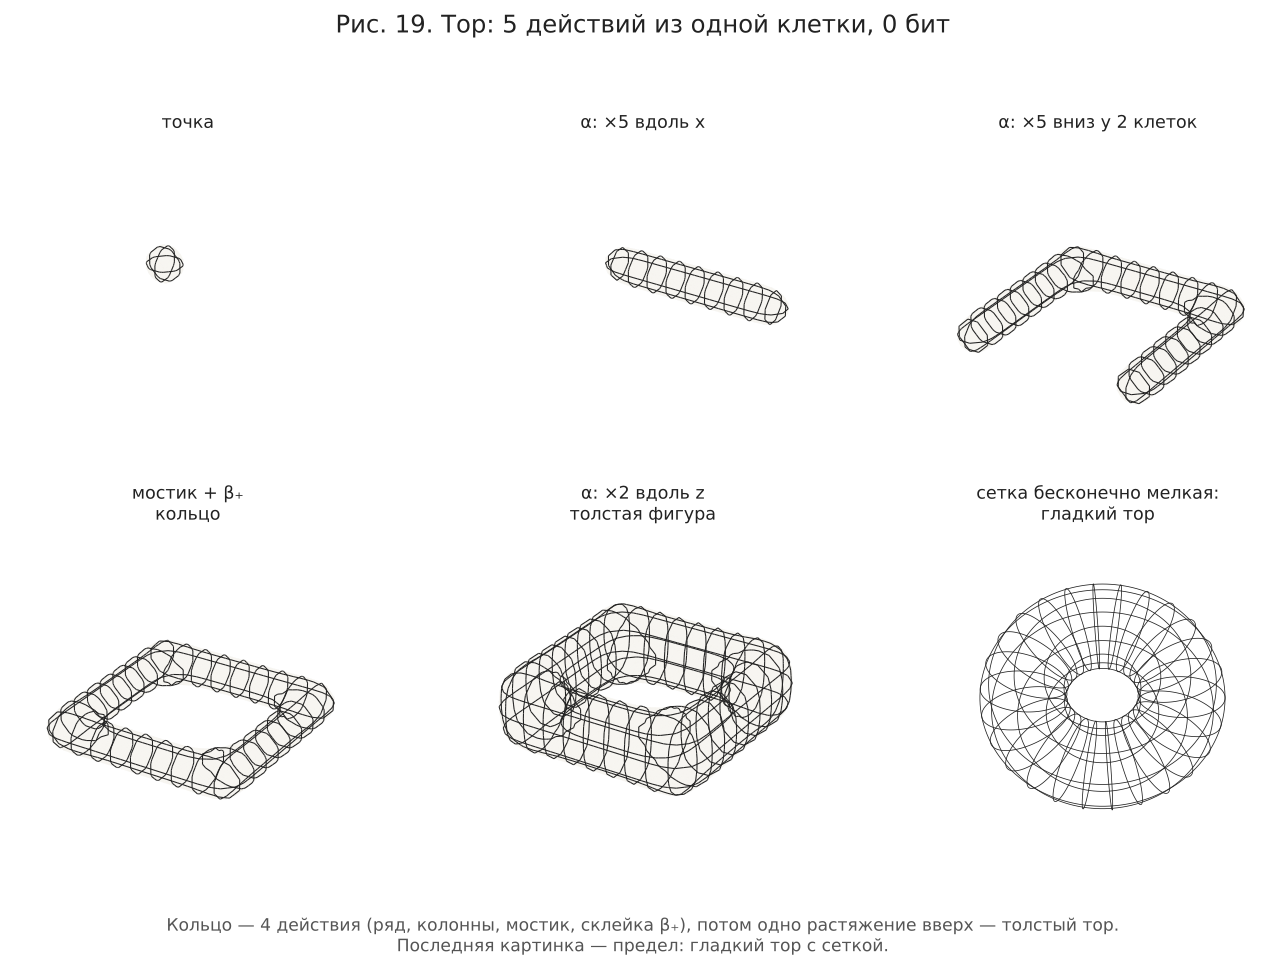 Рис. 19. Тор: 5 действий из одной клетки, 0 бит
точка
α: ×5 вдоль x
α: ×5 вниз у 2 клеток
мостик + β₊
кольцо
α: ×2 вдоль z
толстая фигура
сетка бесконечно мелкая:
гладкий тор
Кольцо — 4 действия (ряд, колонны, мостик, склейка β₊), потом одно растяжение вверх — толстый тор.
Последняя картинка — предел: гладкий тор с сеткой.